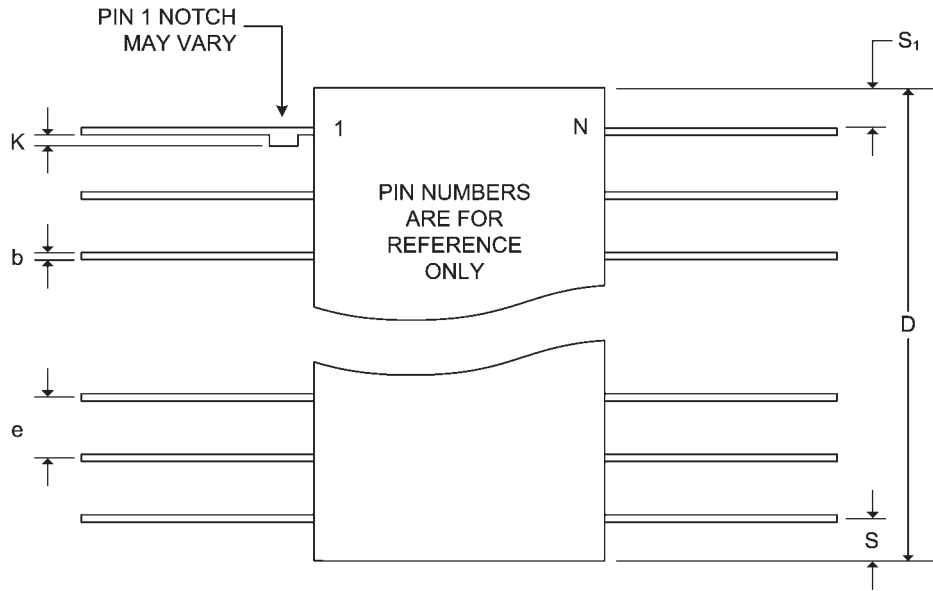 PIN 1 NOTCH
MAY VARY
S₁
K
1
N
PIN NUMBERS
ARE FOR
REFERENCE
ONLY
b
D
e
S